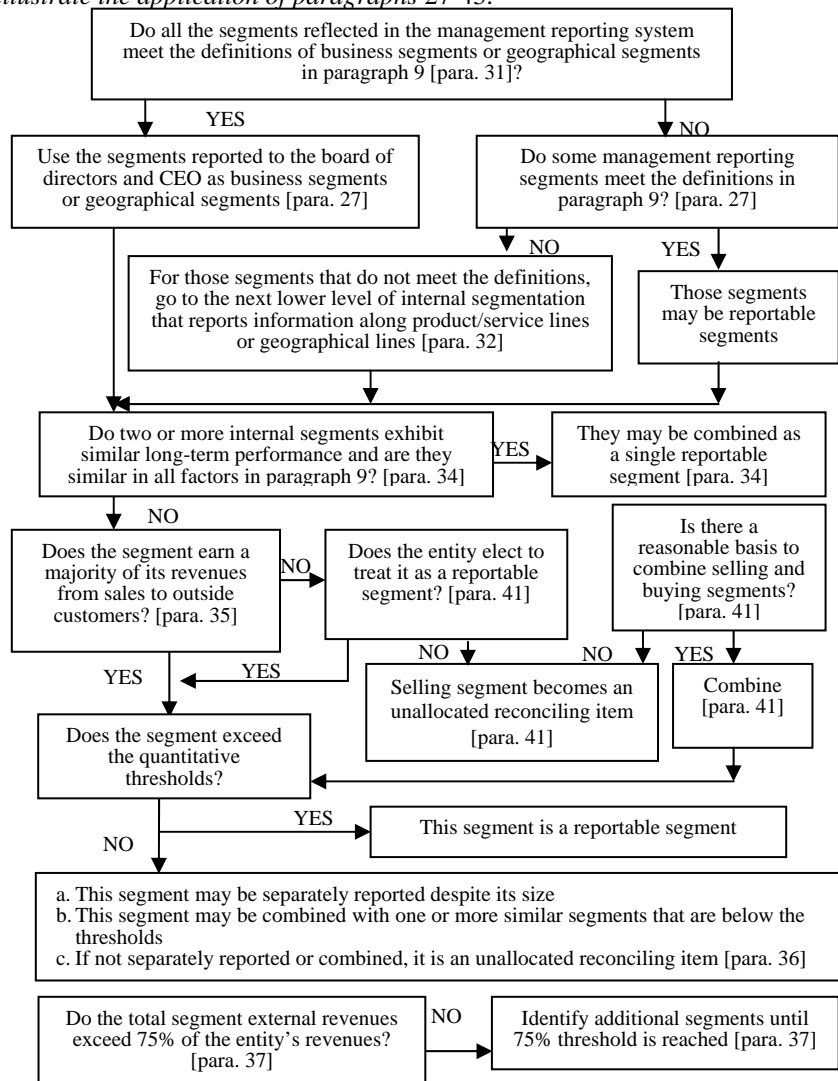 illustrate the application of paragraphs 27-43.
Do all the segments reflected in the management reporting system
meet the definitions of business segments or geographical segments
in paragraph 9 [para. 31]?
YES
NO
Use the segments reported to the board of
directors and CEO as business segments
or geographical segments [para. 27]
Do some management reporting
segments meet the definitions in
paragraph 9? [para. 27]
NO
YES
For those segments that do not meet the definitions,
go to the next lower level of internal segmentation
that reports information along product/service lines
or geographical lines [para. 32]
Those segments
may be reportable
segments
Do two or more internal segments exhibit
similar long-term performance and are they
similar in all factors in paragraph 9? [para. 34]
YES
They may be combined as
a single reportable
segment [para. 34]
NO
Does the segment earn a
majority of its revenues
from sales to outside
customers? [para. 35]
NO
Does the entity elect to
treat it as a reportable
segment? [para. 41]
Is there a
reasonable basis to
combine selling and
buying segments?
[para. 41]
YES
YES
NO
NO
YES
Selling segment becomes an
unallocated reconciling item
[para. 41]
Combine
[para. 41]
Does the segment exceed
the quantitative
thresholds?
YES
NO
This segment is a reportable segment
a. This segment may be separately reported despite its size
b. This segment may be combined with one or more similar segments that are below the
thresholds
c. If not separately reported or combined, it is an unallocated reconciling item [para. 36]
Do the total segment external revenues
exceed 75% of the entity's revenues?
[para. 37]
NO
Identify additional segments until
75% threshold is reached [para. 37]